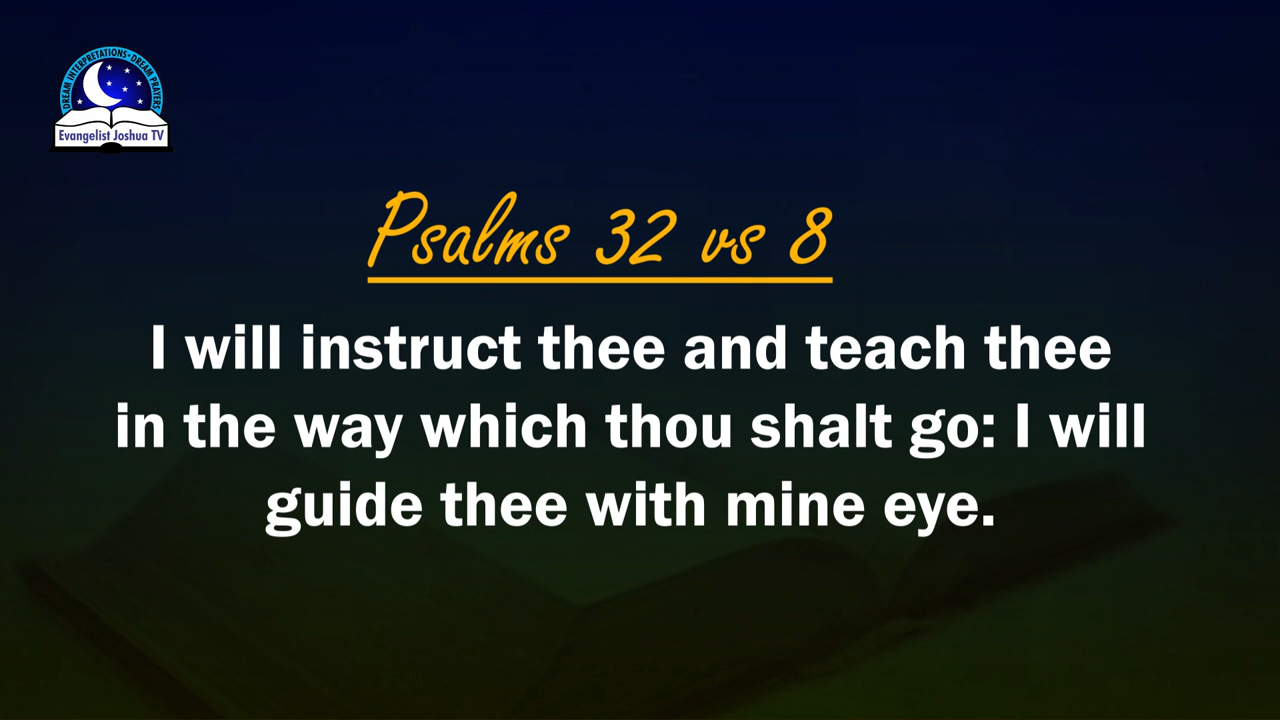 DREAM INTERPRETATIONS-DREAM PRAYERS
Evangelist Joshua TV
Psalms 32 vs 8
I will instruct thee and teach thee
in the way which thou shalt go: I will
guide thee with mine eye.